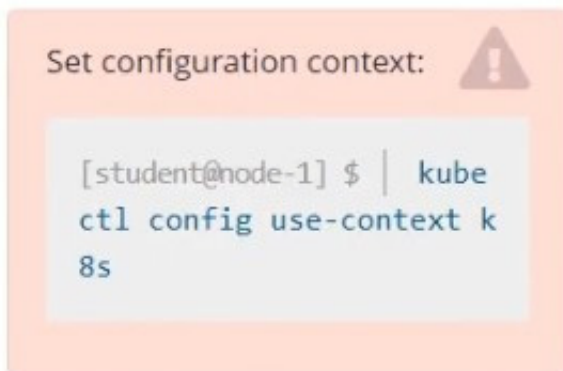 Set configuration context:
[student@node-1] $ | kube
ctl config use-context k
8s